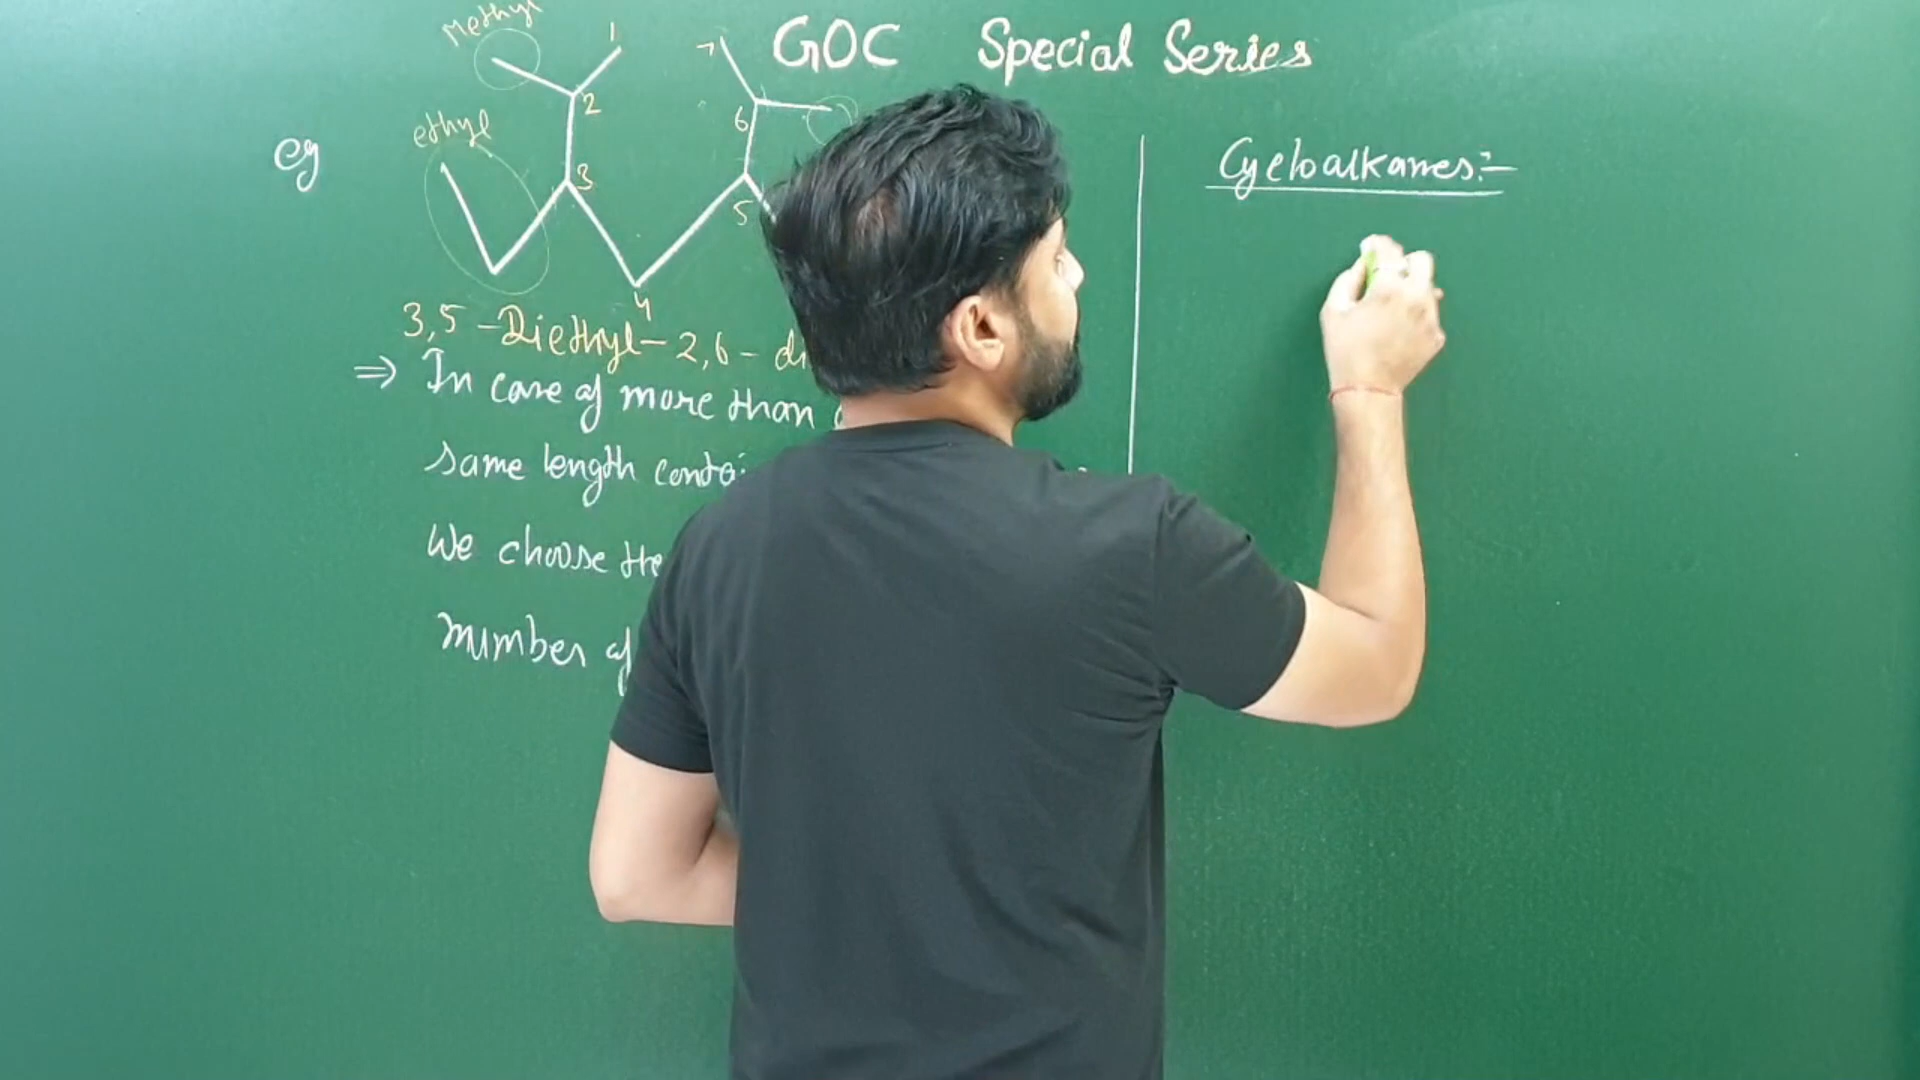 GOC Special Series
Methyl
1
7
2
6
ethyl
eg
3
5
4
Cycloalkanes:-
3,5-Diethyl-2,6-di
⇒ In case of more than
same length contai
We choose the
number of